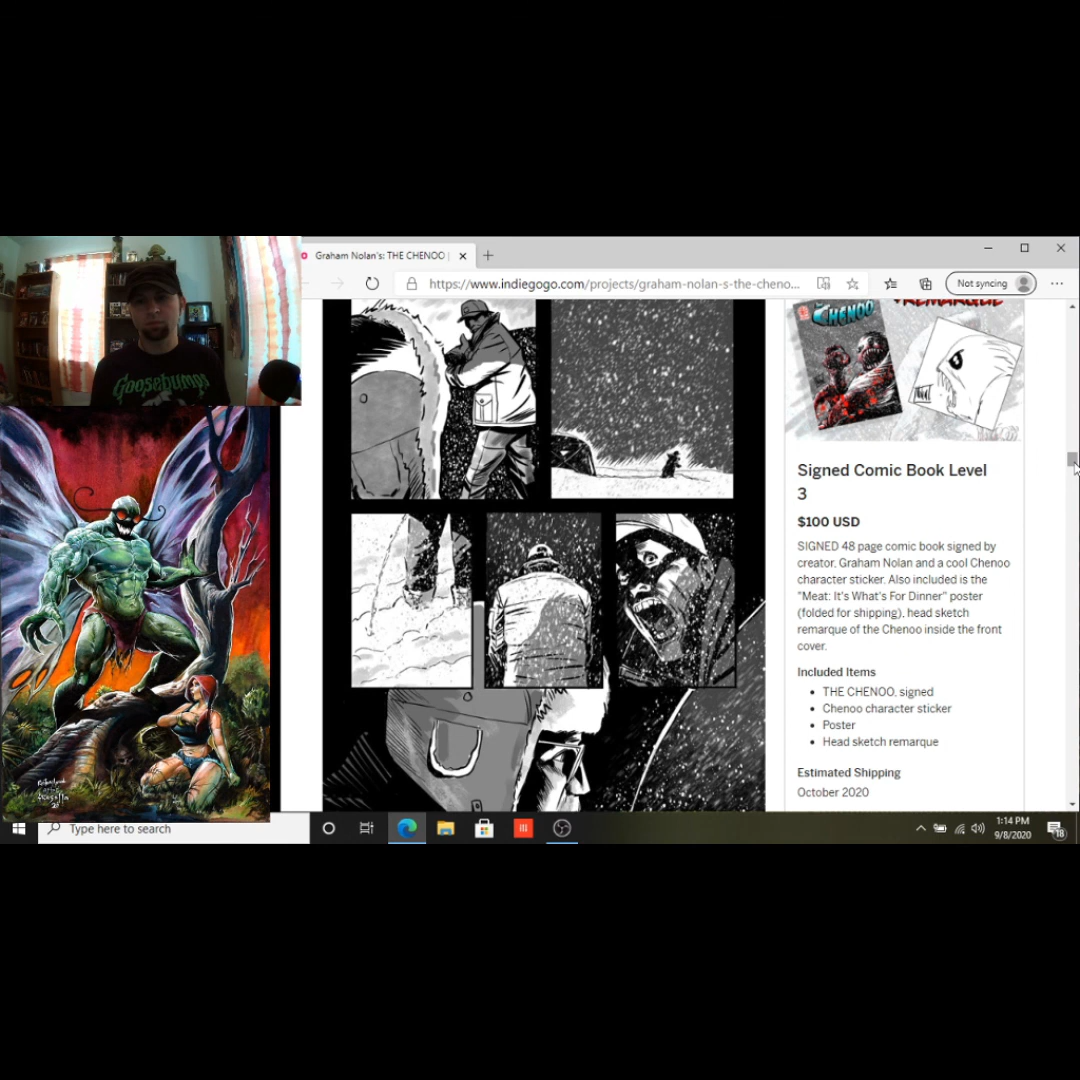 Graham Nolan's: THE CHENOO |
https://www.indiegogo.com/projects/graham-nolan-s-the-cheno...
Not syncing
Goosebumps
CHENOO
REMARQUE
Signed Comic Book Level
3
$100 USD
SIGNED 48 page comic book signed by
creator, Graham Nolan and a cool Chenoo
character sticker. Also included is the
"Meat: It's What's For Dinner" poster
(folded for shipping), head sketch
remarque of the Chenoo inside the front
cover.
Included Items
• THE CHENOO, signed
• Chenoo character sticker
• Poster
• Head sketch remarque
Estimated Shipping
October 2020
Type here to search
1:14 PM
9/8/2020
18